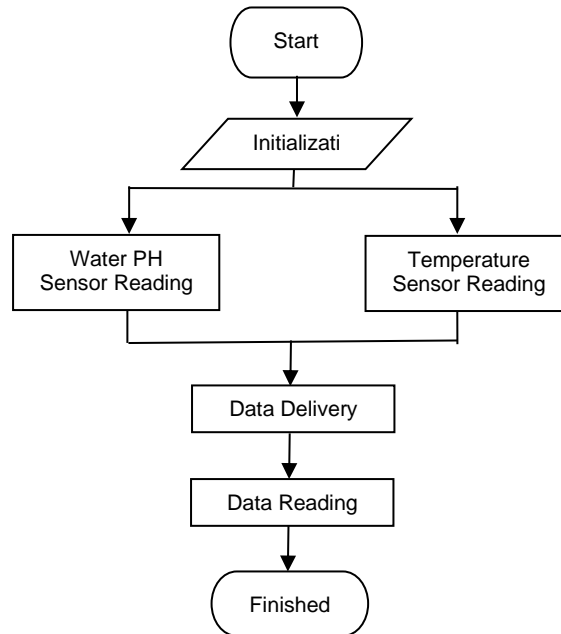 Start
Initializati
Water PH
Sensor Reading
Temperature
Sensor Reading
Data Delivery
Data Reading
Finished